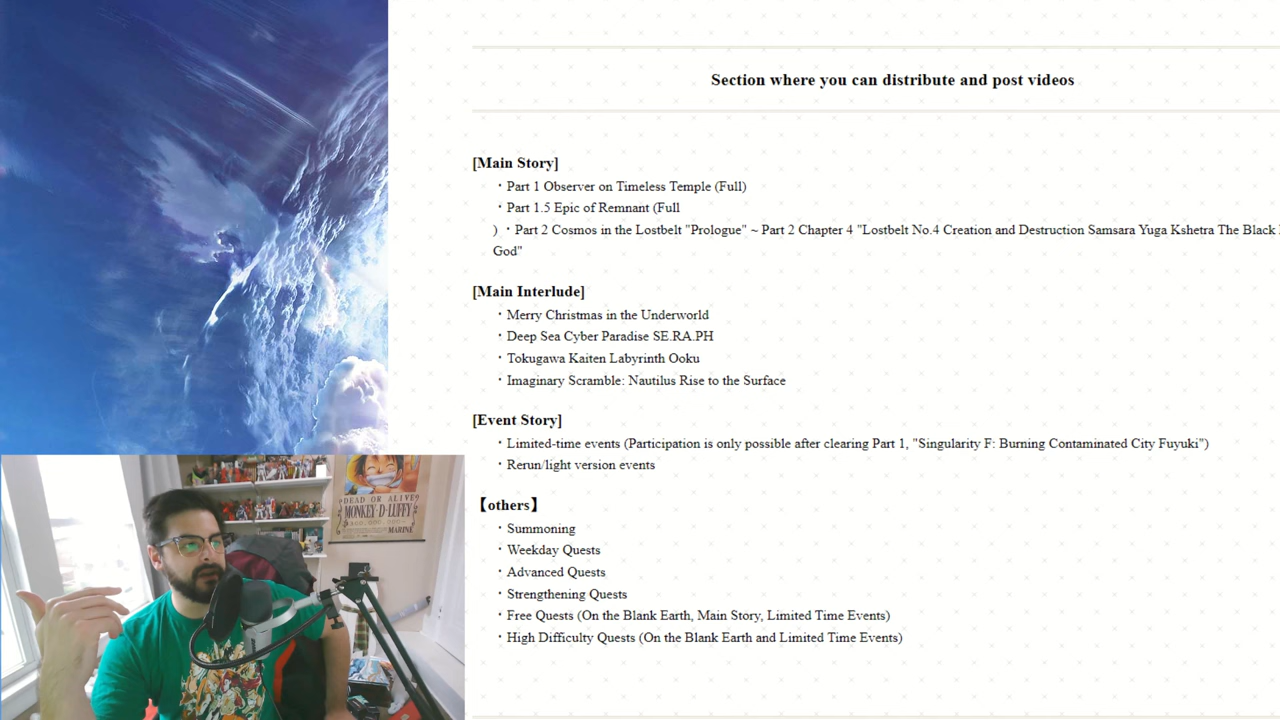 Section where you can distribute and post videos
[Main Story]
・Part 1 Observer on Timeless Temple (Full)
・Part 1.5 Epic of Remnant (Full
) ・Part 2 Cosmos in the Lostbelt "Prologue" ~ Part 2 Chapter 4 "Lostbelt No.4 Creation and Destruction Samsara Yuga Kshetra The Black
God"
[Main Interlude]
・Merry Christmas in the Underworld
・Deep Sea Cyber Paradise SE.RA.PH
・Tokugawa Kaiten Labyrinth Ooku
・Imaginary Scramble: Nautilus Rise to the Surface
[Event Story]
・Limited-time events (Participation is only possible after clearing Part 1, "Singularity F: Burning Contaminated City Fuyuki")
・Rerun/light version events
【others】
・Summoning
・Weekday Quests
・Advanced Quests
・Strengthening Quests
・Free Quests (On the Blank Earth, Main Story, Limited Time Events)
・High Difficulty Quests (On the Blank Earth and Limited Time Events)
DEAD OR ALIVE
MONKEY·D·LUFFY
MARINE